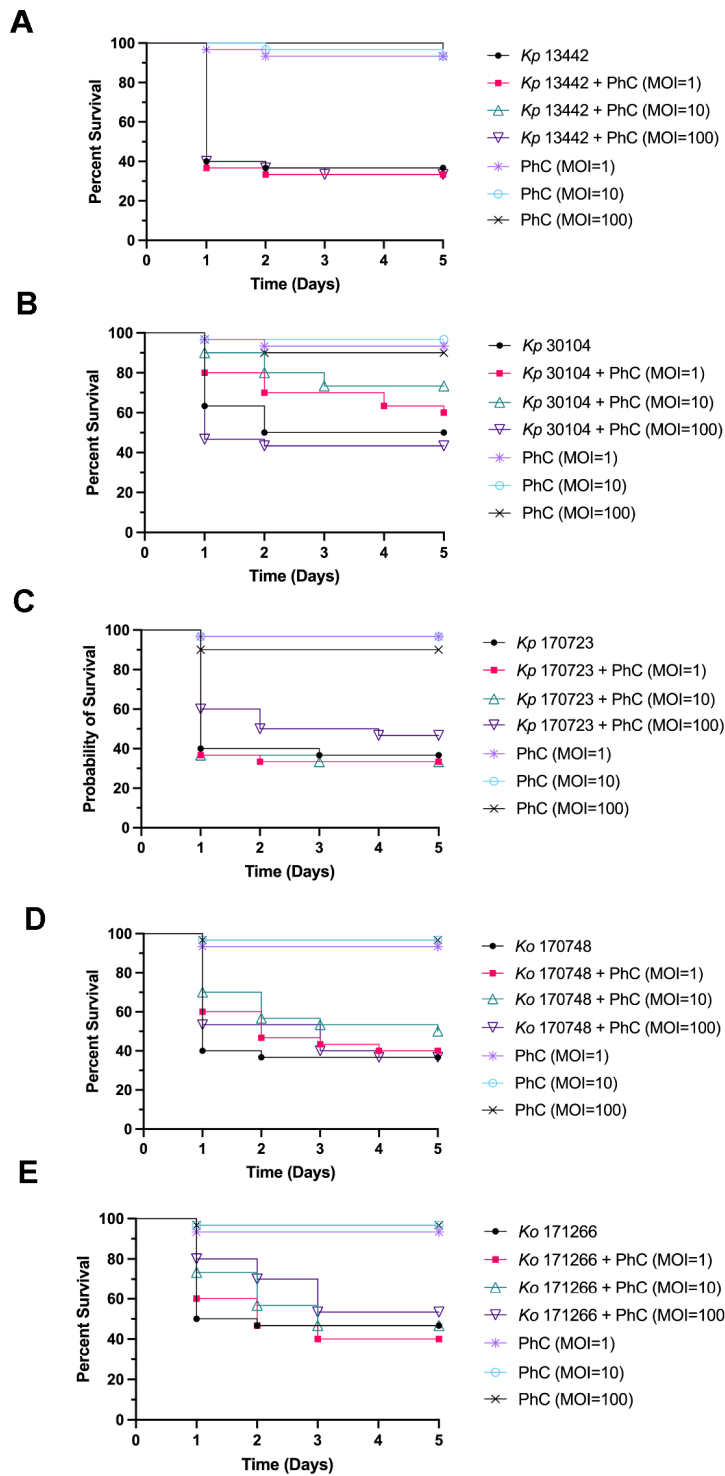 A
Percent Survival
100
80
60
40
20
0
0 1 2 3 4 5
Time (Days)
Kp 13442
Kp 13442 + PhC (MOI=1)
Kp 13442 + PhC (MOI=10)
Kp 13442 + PhC (MOI=100)
PhC (MOI=1)
PhC (MOI=10)
PhC (MOI=100)
B
Percent Survival
100
80
60
40
20
0
0 1 2 3 4 5
Time (Days)
Kp 30104
Kp 30104 + PhC (MOI=1)
Kp 30104 + PhC (MOI=10)
Kp 30104 + PhC (MOI=100)
PhC (MOI=1)
PhC (MOI=10)
PhC (MOI=100)
C
Probability of Survival
100
80
60
40
20
0
0 1 2 3 4 5
Time (Days)
Kp 170723
Kp 170723 + PhC (MOI=1)
Kp 170723 + PhC (MOI=10)
Kp 170723 + PhC (MOI=100)
PhC (MOI=1)
PhC (MOI=10)
PhC (MOI=100)
D
Percent Survival
100
80
60
40
20
0
0 1 2 3 4 5
Time (Days)
Ko 170748
Ko 170748 + PhC (MOI=1)
Ko 170748 + PhC (MOI=10)
Ko 170748 + PhC (MOI=100)
PhC (MOI=1)
PhC (MOI=10)
PhC (MOI=100)
E
Percent Survival
100
80
60
40
20
0
0 1 2 3 4 5
Time (Days)
Ko 171266
Ko 171266 + PhC (MOI=1)
Ko 171266 + PhC (MOI=10)
Ko 171266 + PhC (MOI=100
PhC (MOI=1)
PhC (MOI=10)
PhC (MOI=100)